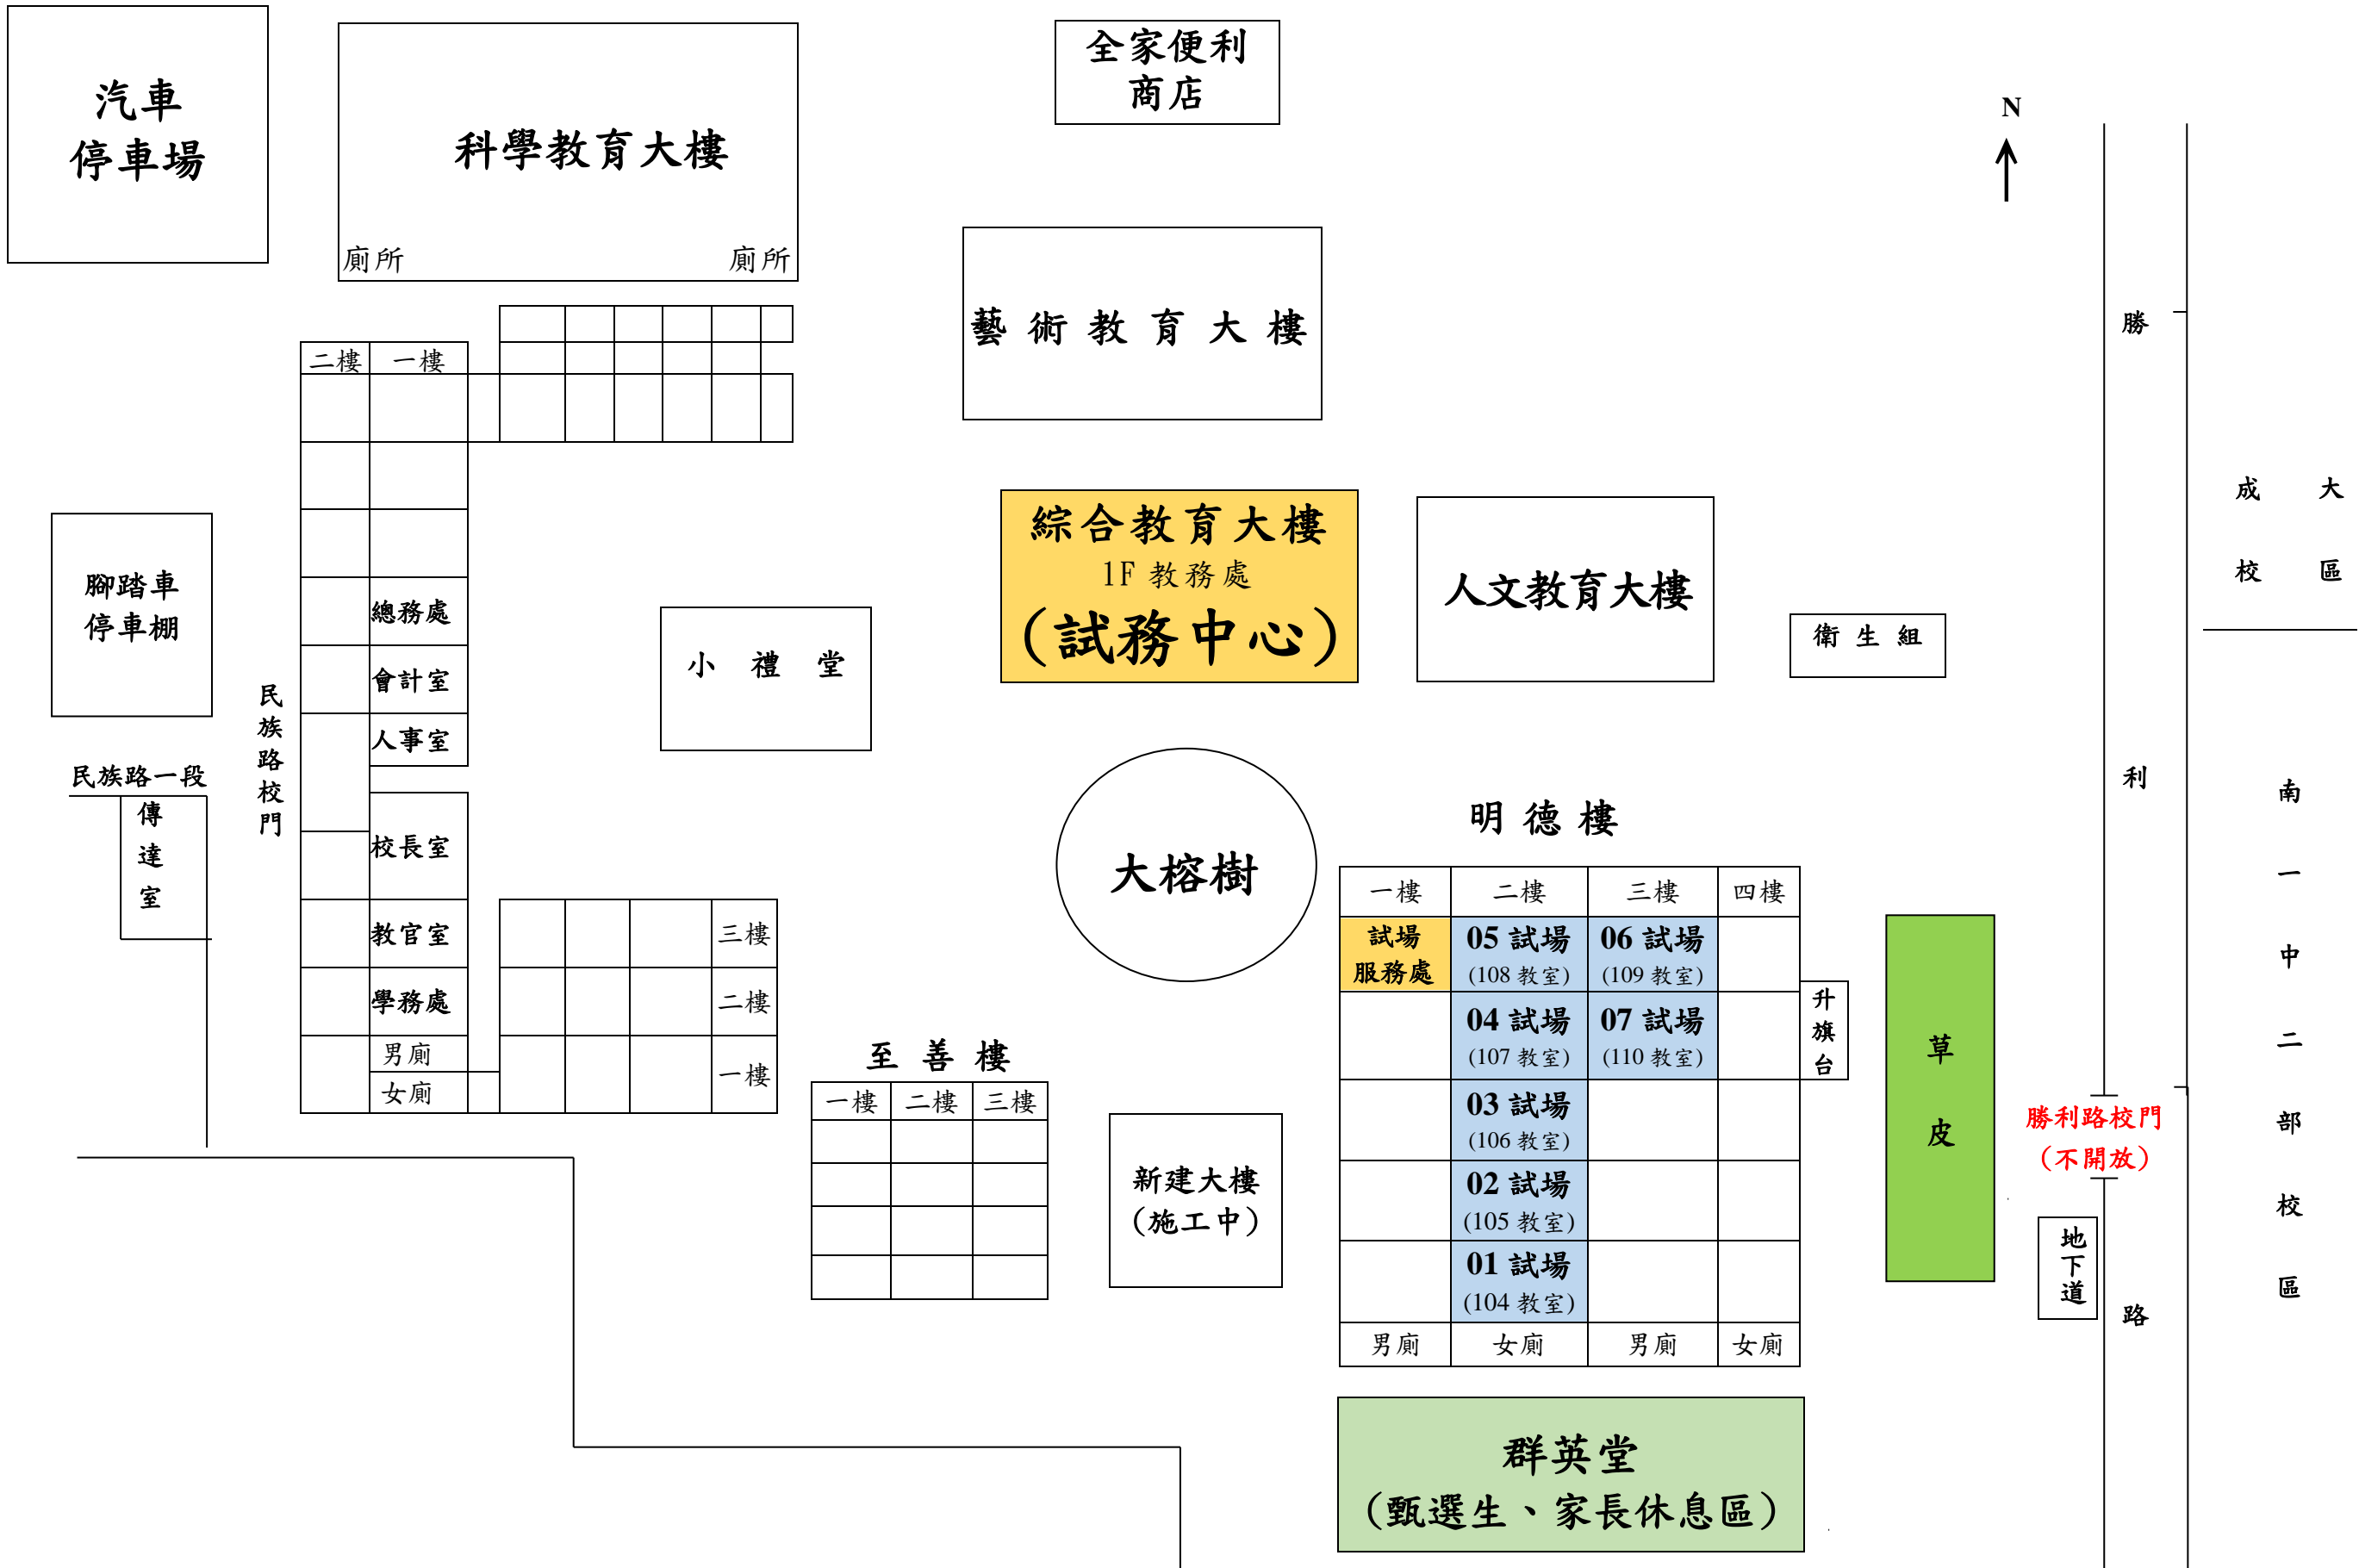 汽車
停車場
科學教育大樓
廁所
廁所
全家便利
商店
N
藝術教育大樓
二樓
一樓
總務處
會計室
人事室
校長室
教官室
學務處
男廁
女廁
腳踏車
停車棚
民族路校門
民族路一段
傳達室
小禮堂
綜合教育大樓
1F 教務處
(試務中心)
人文教育大樓
衛生組
大榕樹
三樓
二樓
一樓
至善樓
一樓
二樓
三樓
新建大樓
(施工中)
明德樓
一樓
二樓
三樓
四樓
試場
服務處
05 試場
(108 教室)
06 試場
(109 教室)
04 試場
(107 教室)
07 試場
(110 教室)
03 試場
(106 教室)
02 試場
(105 教室)
01 試場
(104 教室)
男廁
女廁
男廁
女廁
升旗台
草皮
群英堂
(甄選生、家長休息區)
勝利路
勝利路校門
(不開放)
地下道
成大
校區
南一中二部校區